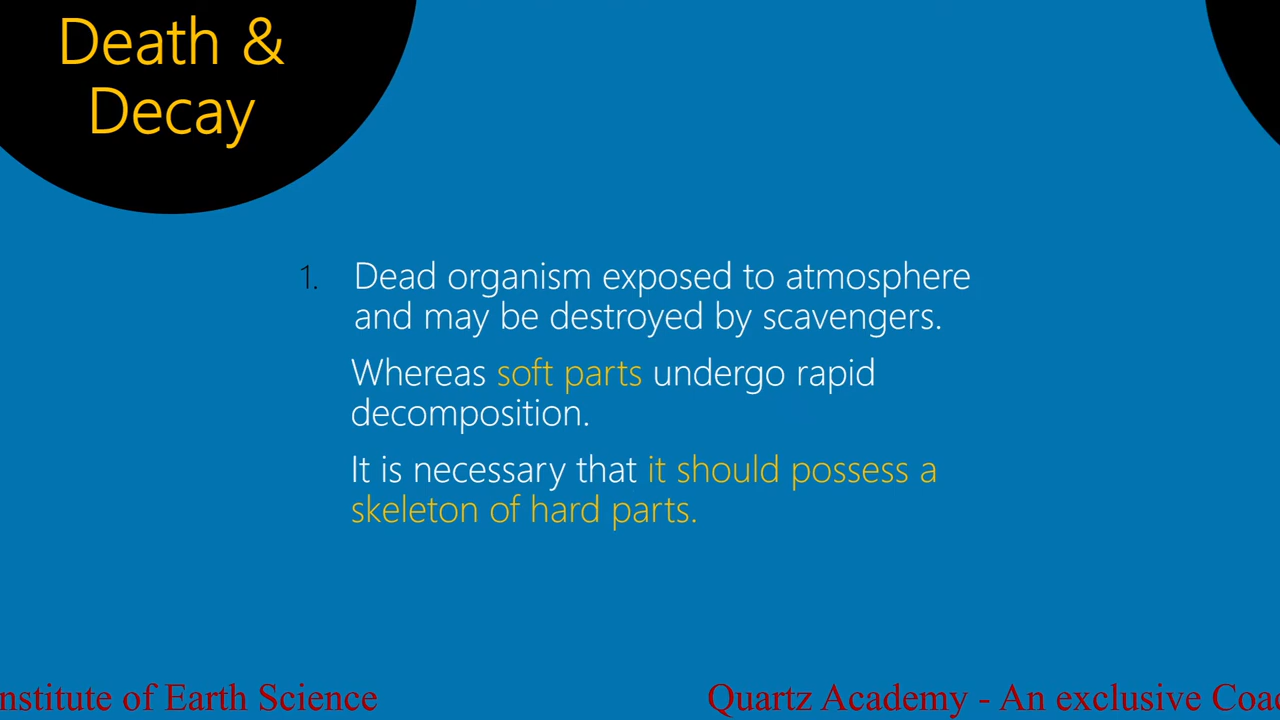 Death &
Decay
1. Dead organism exposed to atmosphere
and may be destroyed by scavengers.
Whereas soft parts undergo rapid
decomposition.
It is necessary that it should possess a
skeleton of hard parts.
nstitute of Earth Science
Quartz Academy - An exclusive Coac